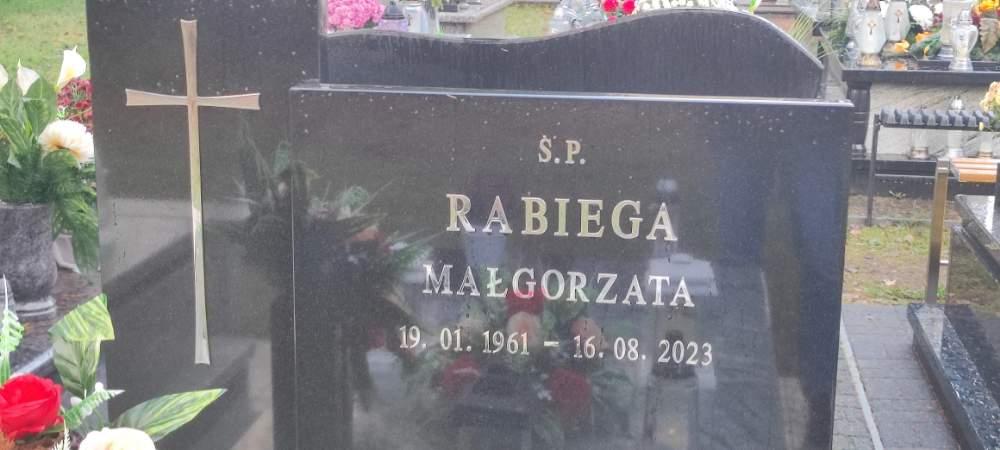 Ś.P.
RABIEGA
MAŁGORZATA
19. 01. 1961 – 16. 08. 2023